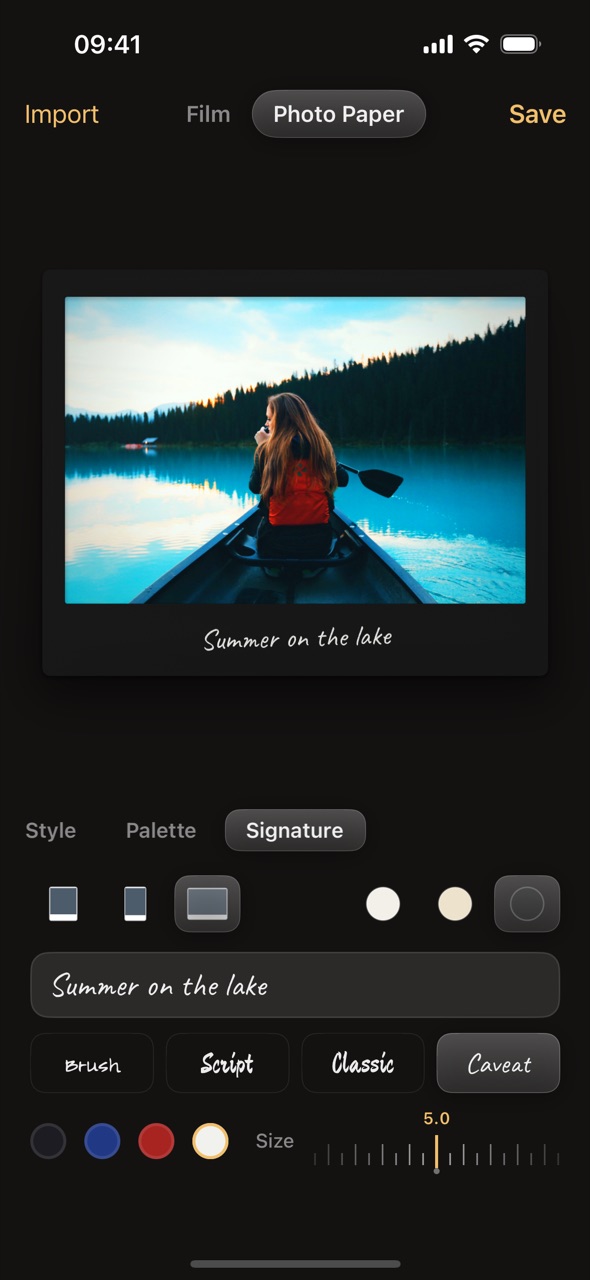 09:41
Import Film Photo Paper Save
Summer on the lake
Style Palette Signature
Summer on the lake
Brush Script Classic Caveat
5.0
Size